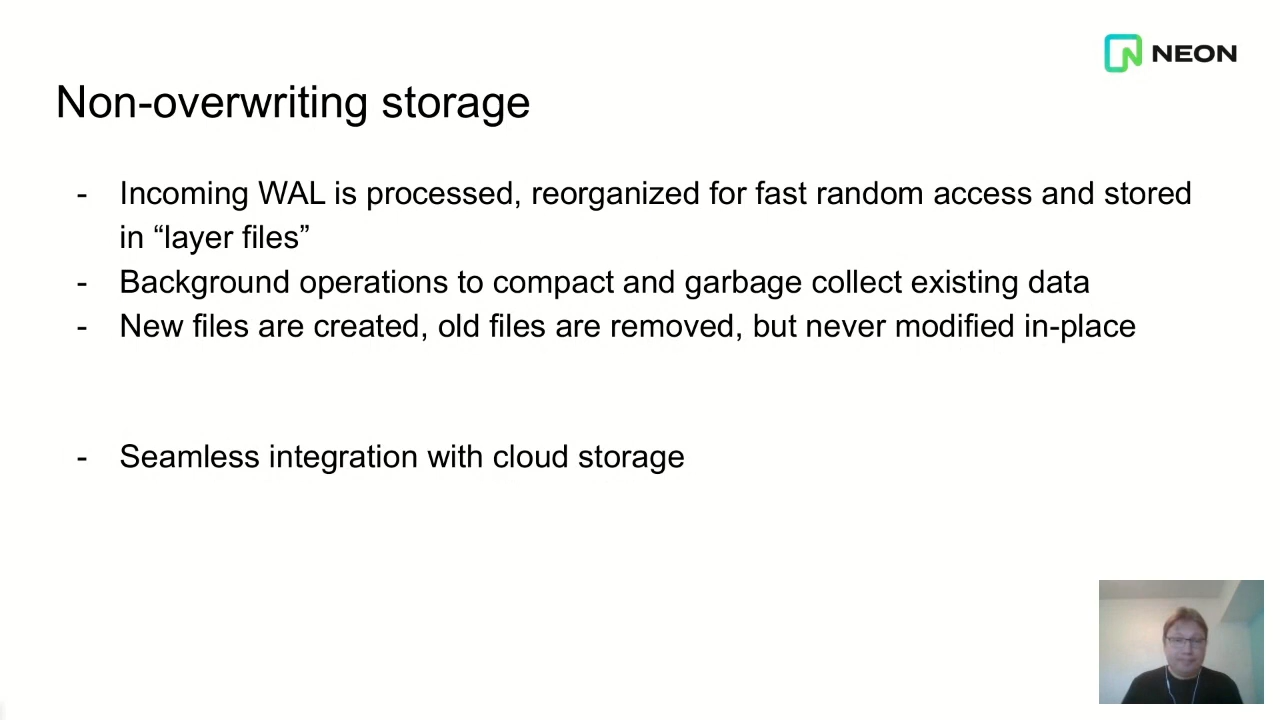 NEON
Non-overwriting storage
- Incoming WAL is processed, reorganized for fast random access and stored
in “layer files”
- Background operations to compact and garbage collect existing data
- New files are created, old files are removed, but never modified in-place
- Seamless integration with cloud storage